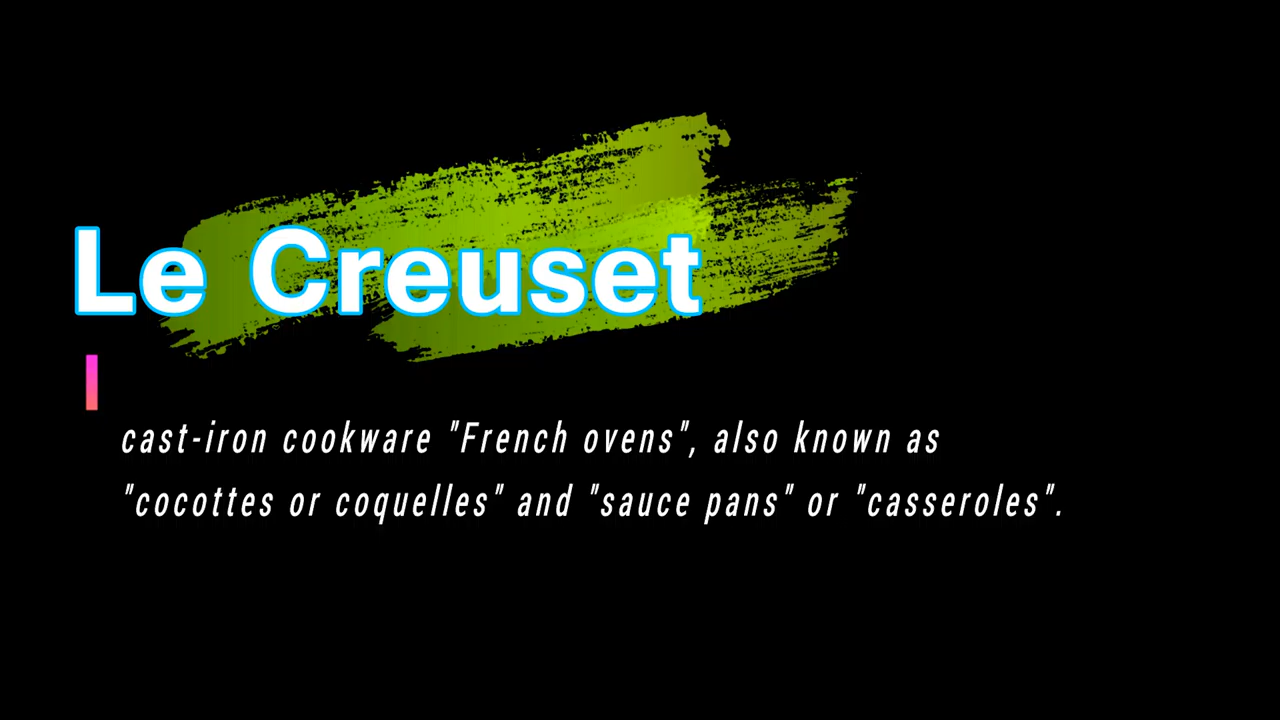 Le Creuset
cast-iron cookware "French ovens", also known as
"cocottes or coquelles" and "sauce pans" or "casseroles".